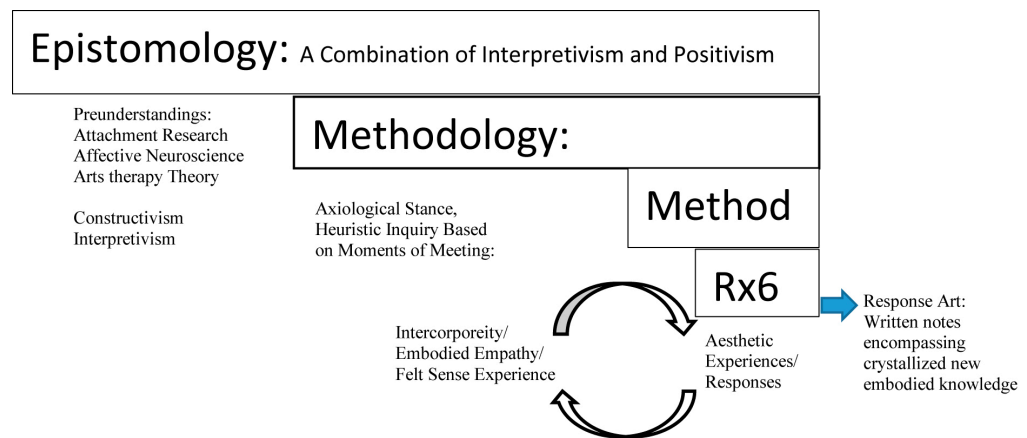 Epistomology: A Combination of Interpretivism and Positivism
Preunderstandings:
Attachment Research
Affective Neuroscience
Arts therapy Theory
Constructivism
Interpretivism
Methodology:
Axiological Stance,
Heuristic Inquiry Based
on Moments of Meeting:
Method
Rx6
Intercorporeity/
Embodied Empathy/
Felt Sense Experience
Aesthetic
Experiences/
Responses
Response Art:
Written notes
encompassing
crystallized new
embodied knowledge